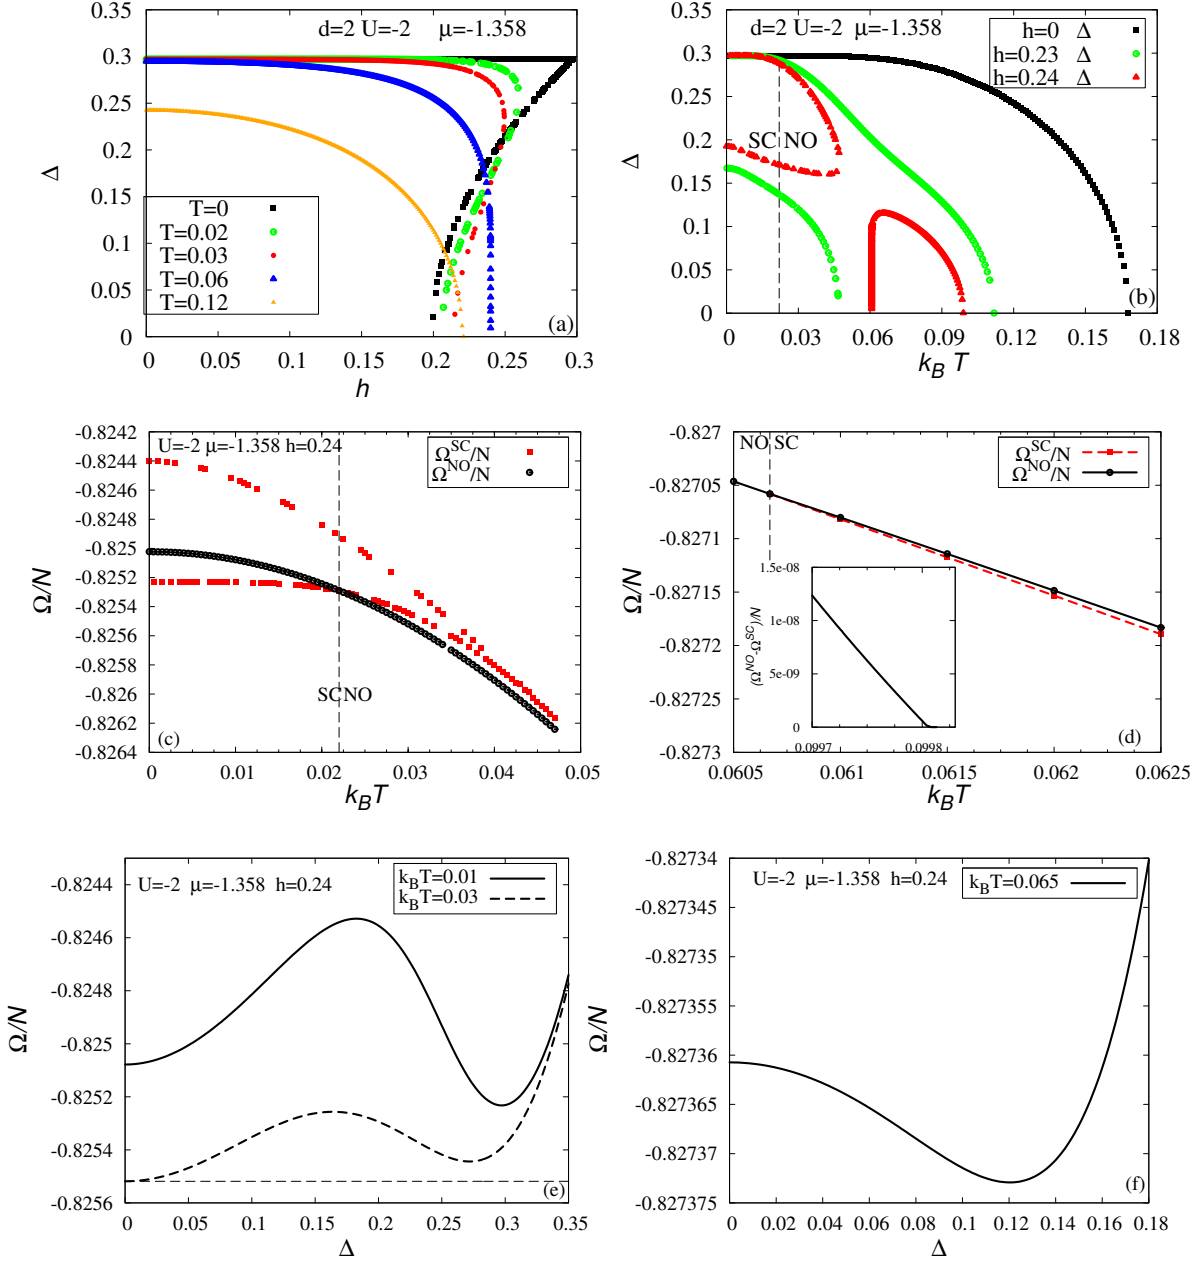 d=2 U=-2 μ=-1.358
Δ
0.35
0.3
0.25
0.2
0.15
0.1
0.05
0
T=0
T=0.02
T=0.03
T=0.06
T=0.12
(a)
0 0.05 0.1 0.15 0.2 0.25 0.3
h
d=2 U=-2 μ=-1.358
h=0 Δ
h=0.23 Δ
h=0.24 Δ
Δ
0.35
0.3
0.25
0.2
0.15
0.1
0.05
0
SC NO
(b)
0 0.03 0.06 0.09 0.12 0.15 0.18
k_B T
U=-2 μ=-1.358 h=0.24
Ω^SC/N
Ω^NO/N
Ω/N
-0.8242
-0.8244
-0.8246
-0.8248
-0.825
-0.8252
-0.8254
-0.8256
-0.8258
-0.826
-0.8262
-0.8264
SC NO
(c)
0 0.01 0.02 0.03 0.04 0.05
k_BT
NO SC
Ω^SC/N
Ω^NO/N
Ω/N
-0.827
-0.82705
-0.8271
-0.82715
-0.8272
-0.82725
-0.8273
(Ω^NO-Ω^SC)/N
1.5e-08
1e-08
5e-09
0
0.0997 0.0998
(d)
0.0605 0.061 0.0615 0.062 0.0625
k_BT
U=-2 μ=-1.358 h=0.24
k_BT=0.01
k_BT=0.03
Ω/N
-0.8244
-0.8246
-0.8248
-0.825
-0.8252
-0.8254
-0.8256
(e)
0 0.05 0.1 0.15 0.2 0.25 0.3 0.35
Δ
U=-2 μ=-1.358 h=0.24
k_BT=0.065
Ω/N
-0.82734
-0.827345
-0.82735
-0.827355
-0.82736
-0.827365
-0.82737
-0.827375
(f)
0 0.02 0.04 0.06 0.08 0.1 0.12 0.14 0.16 0.18
Δ